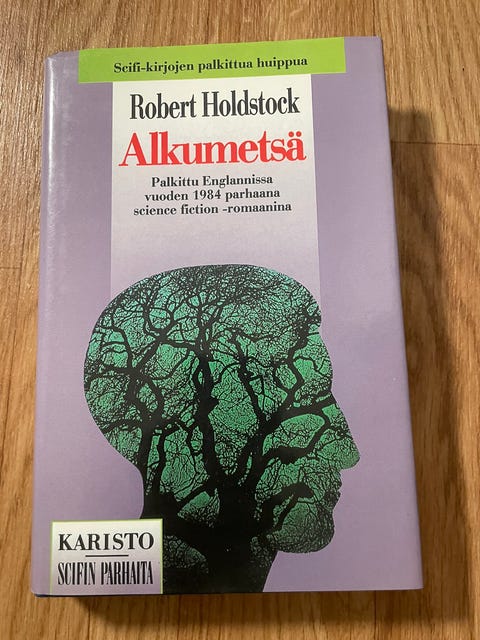 Scifi-kirjojen palkittua huippua
Robert Holdstock
Alkumetsä
Palkittu Englannissa
vuoden 1984 parhaana
science fiction -romaanina
KARISTO
SCIFIN PARHAITA